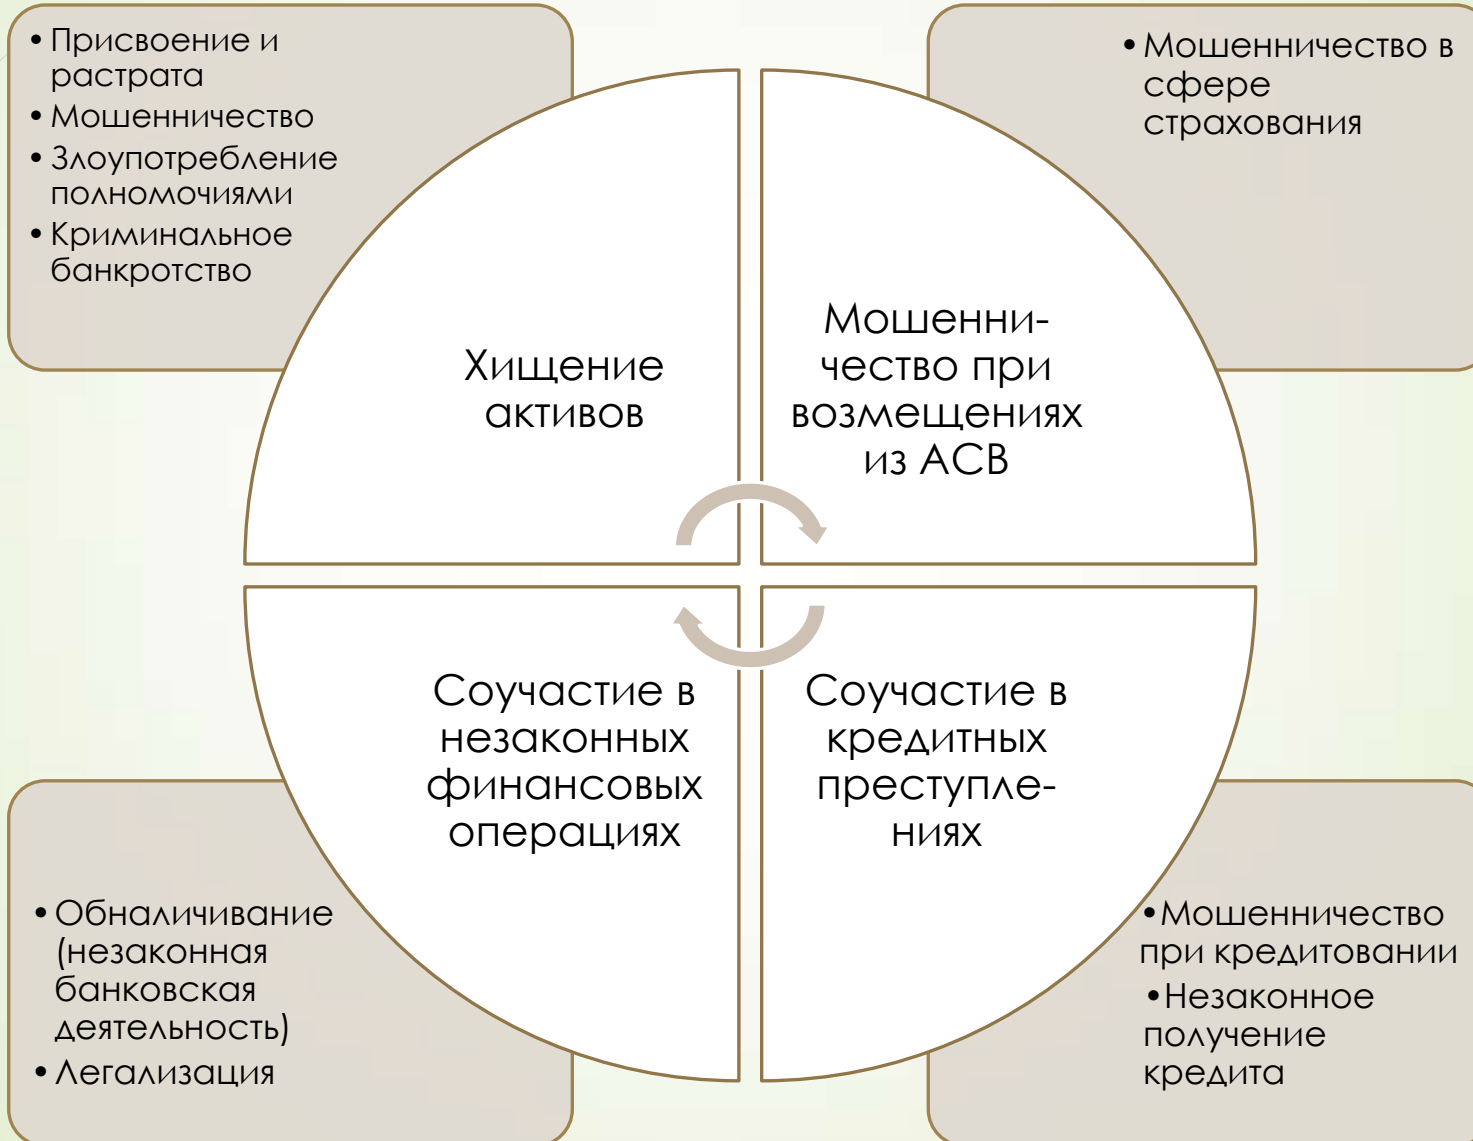 • Присвоение и
растрата
• Мошенничество
• Злоупотребление
полномочиями
• Криминальное
банкротство
• Мошенничество в
сфере
страхования
Хищение
активов
Мошенни-
чество при
возмещениях
из АСВ
Соучастие в
незаконных
финансовых
операциях
Соучастие в
кредитных
преступле-
ниях
• Обналичивание
(незаконная
банковская
деятельность)
• Легализация
• Мошенничество
при кредитовании
• Незаконное
получение
кредита